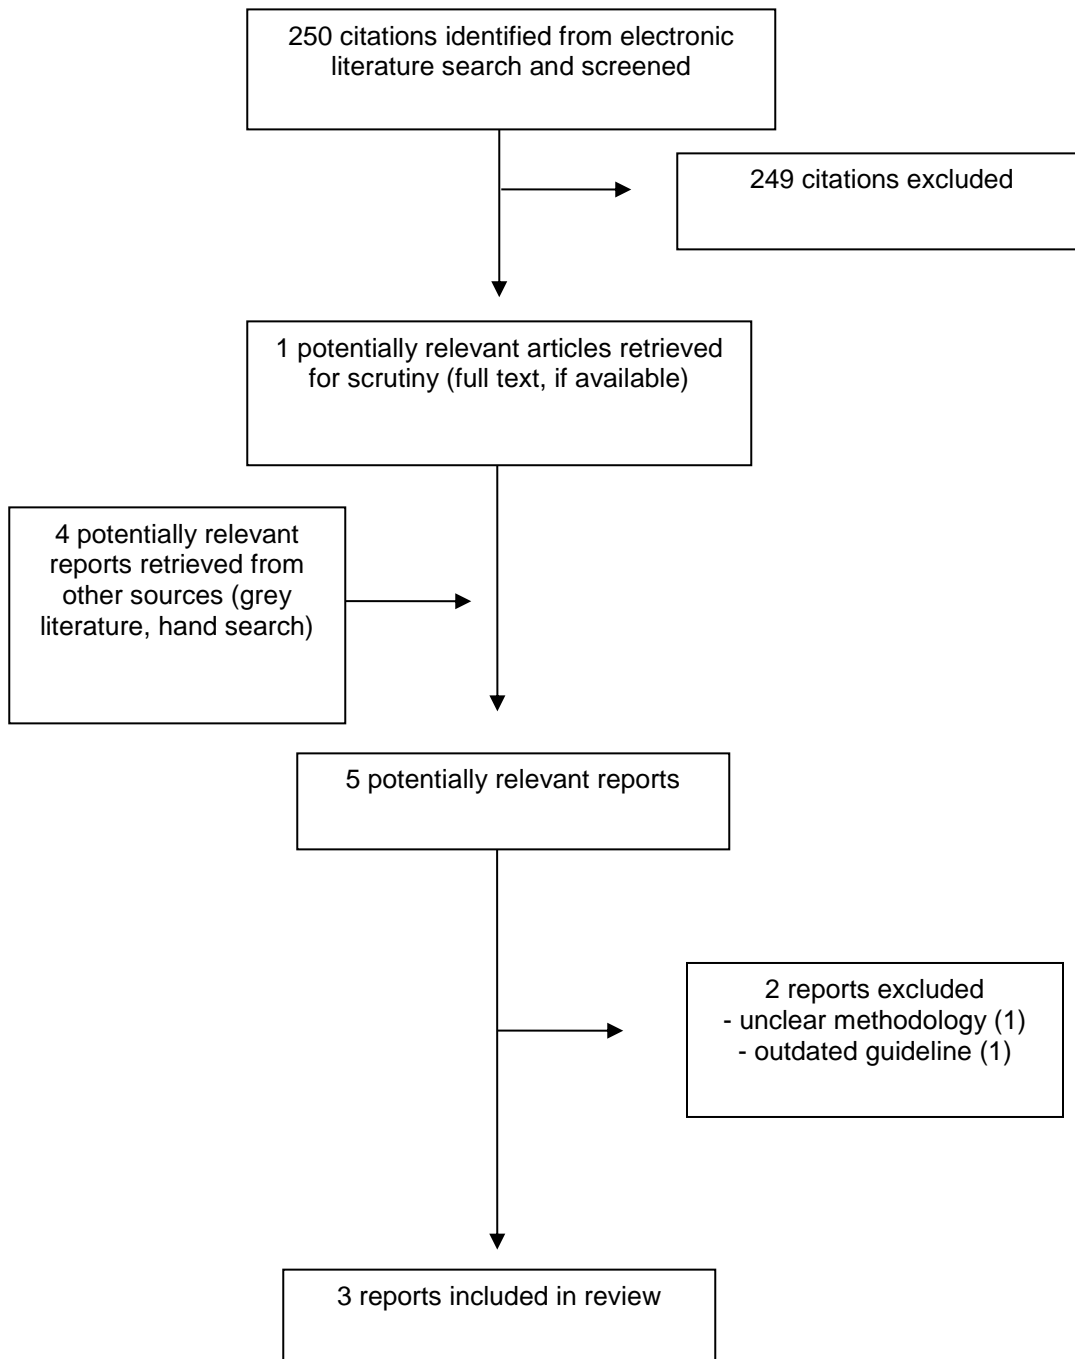 250 citations identified from electronic
literature search and screened
249 citations excluded
1 potentially relevant articles retrieved
for scrutiny (full text, if available)
4 potentially relevant
reports retrieved from
other sources (grey
literature, hand search)
5 potentially relevant reports
2 reports excluded
- unclear methodology (1)
- outdated guideline (1)
3 reports included in review